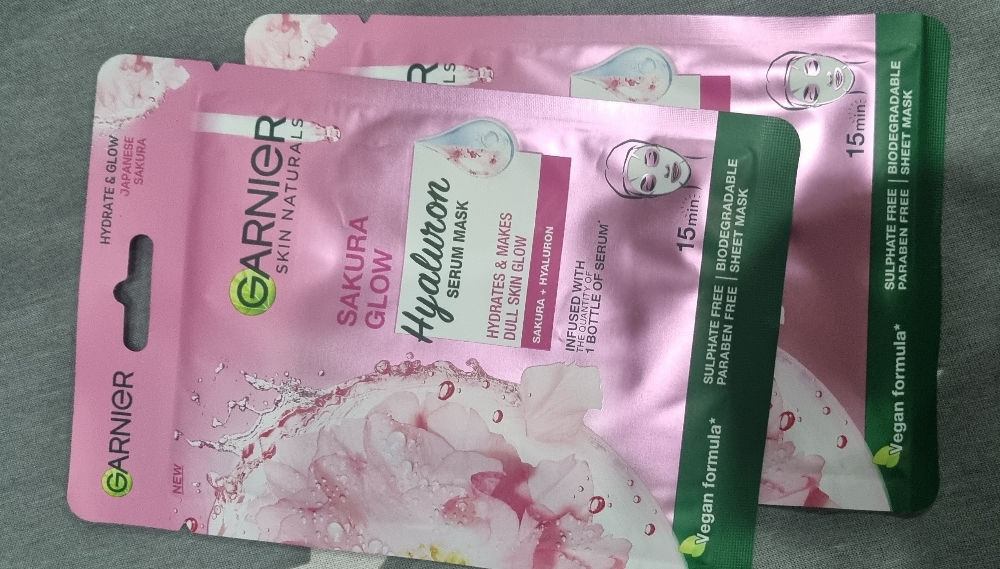 HYDRATE & GLOW
JAPANESE
SAKURA
GARNIER
NEW
GARNIER
SKIN NATURALS
SAKURA
GLOW
Hyaluron
SERUM MASK
HYDRATES & MAKES
DULL SKIN GLOW
SAKURA + HYALURON
INFUSED WITH
THE QUANTITY OF
1 BOTTLE OF SERUM*
15min
SULPHATE FREE | BIODEGRADABLE
PARABEN FREE | SHEET MASK
Vegan formula*
R
LS
15min
SULPHATE FREE | BIODEGRADABLE
PARABEN FREE | SHEET MASK
Vegan formula*